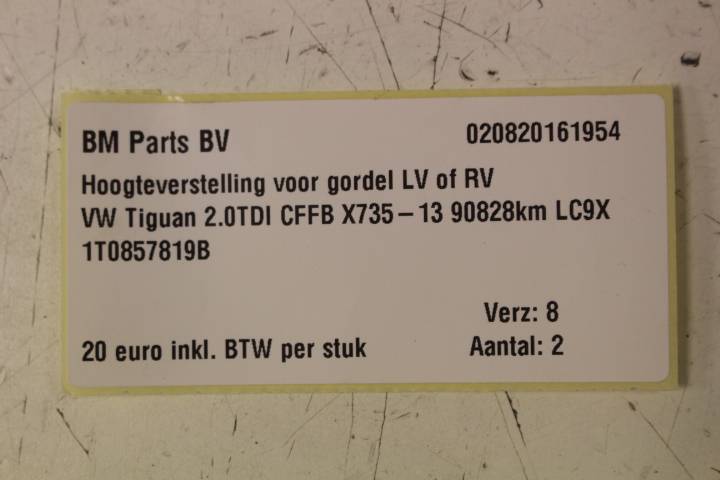 BM Parts BV 020820161954
Hoogteverstelling voor gordel LV of RV
VW Tiguan 2.0TDI CFFB X735-13 90828km LC9X
1T0857819B
Verz: 8
20 euro inkl. BTW per stuk Aantal: 2